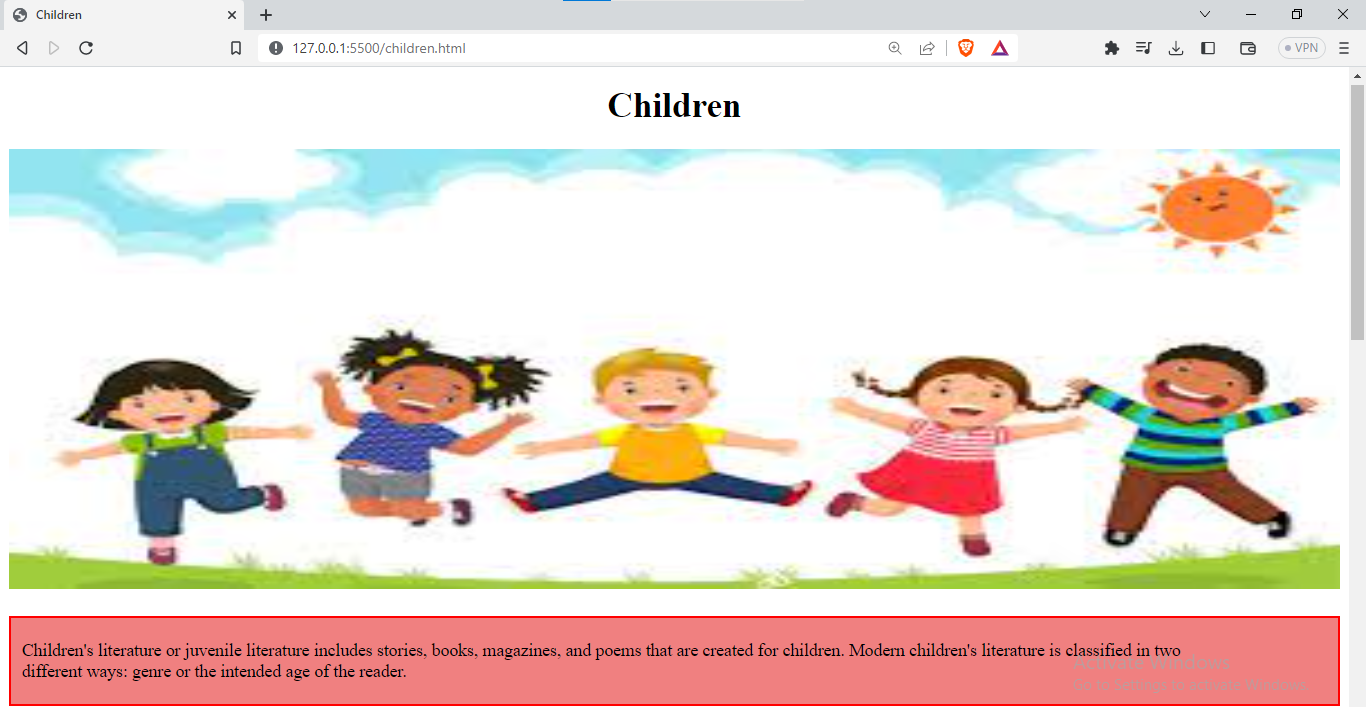 Children
127.0.0.1:5500/children.html
VPN
Children
Children's literature or juvenile literature includes stories, books, magazines, and poems that are created for children. Modern children's literature is classified in two
different ways: genre or the intended age of the reader.
Activate Windows
Go to Settings to activate Windows.